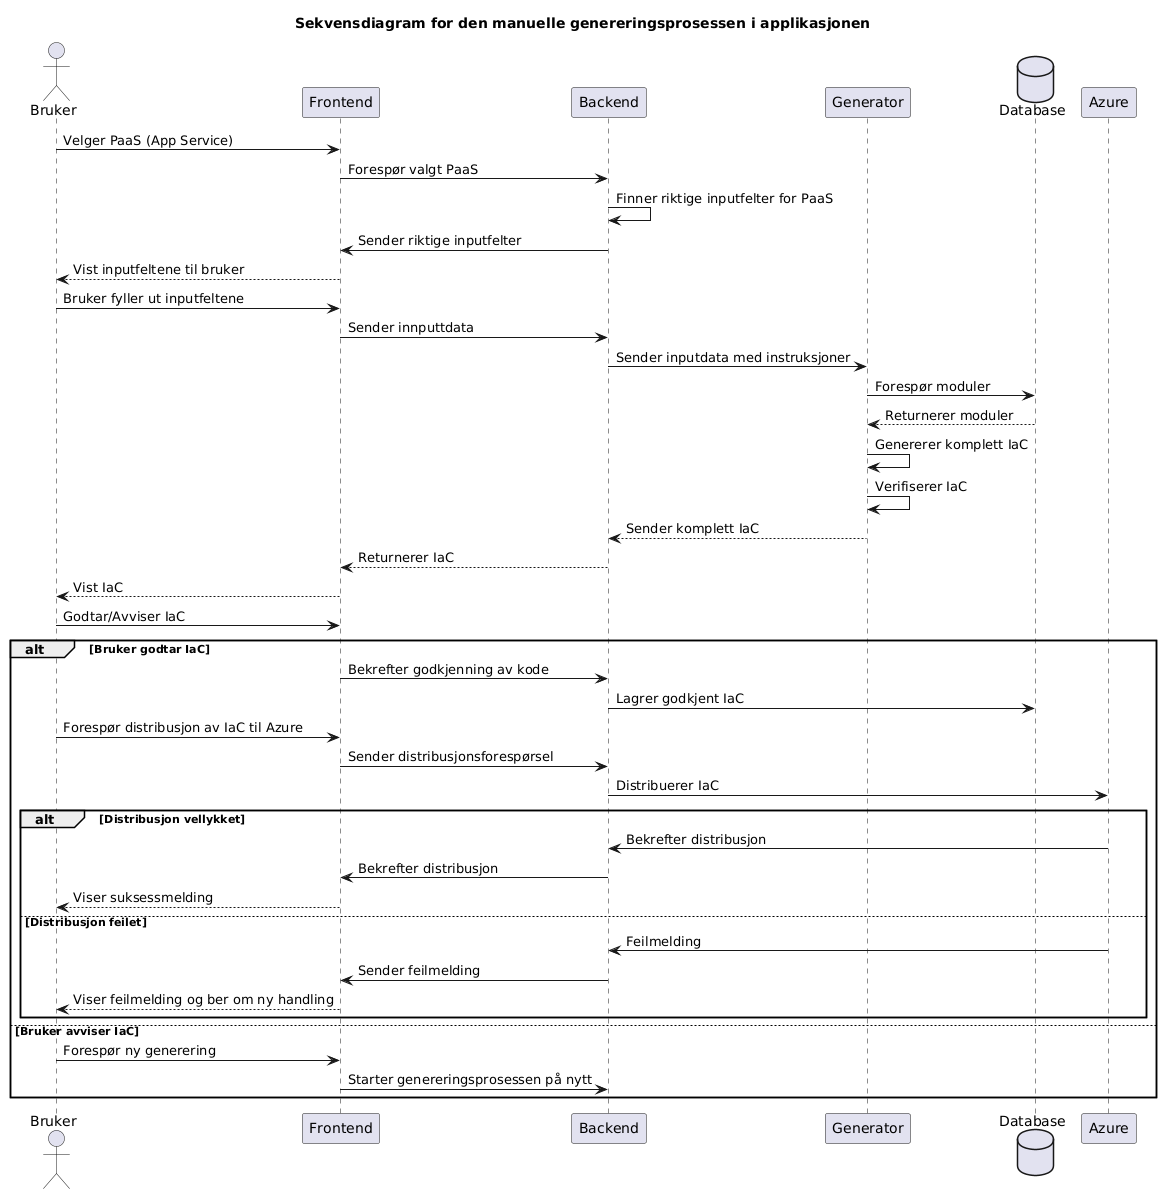 Sekvensdiagram for den manuelle genereringsprosessen i applikasjonen
Bruker
Frontend
Backend
Generator
Database
Azure
Velger PaaS (App Service)
Forespør valgt PaaS
Finner riktige inputfelter for PaaS
Sender riktige inputfelter
Vist inputfeltene til bruker
Bruker fyller ut inputfeltene
Sender innputtdata
Sender inputdata med instruksjoner
Forespør moduler
Returnerer moduler
Genererer komplett IaC
Verifiserer IaC
Sender komplett IaC
Returnerer IaC
Vist IaC
Godtar/Avviser IaC
alt [Bruker godtar IaC]
Bekrefter godkjenning av kode
Lagrer godkjent IaC
Forespør distribusjon av IaC til Azure
Sender distribusjonsforespørsel
Distribuerer IaC
alt [Distribusjon vellykket]
Bekrefter distribusjon
Bekrefter distribusjon
Viser suksessmelding
[Distribusjon feilet]
Feilmelding
Sender feilmelding
Viser feilmelding og ber om ny handling
[Bruker avviser IaC]
Forespør ny generering
Starter genereringsprosessen på nytt
Bruker
Frontend
Backend
Generator
Database
Azure